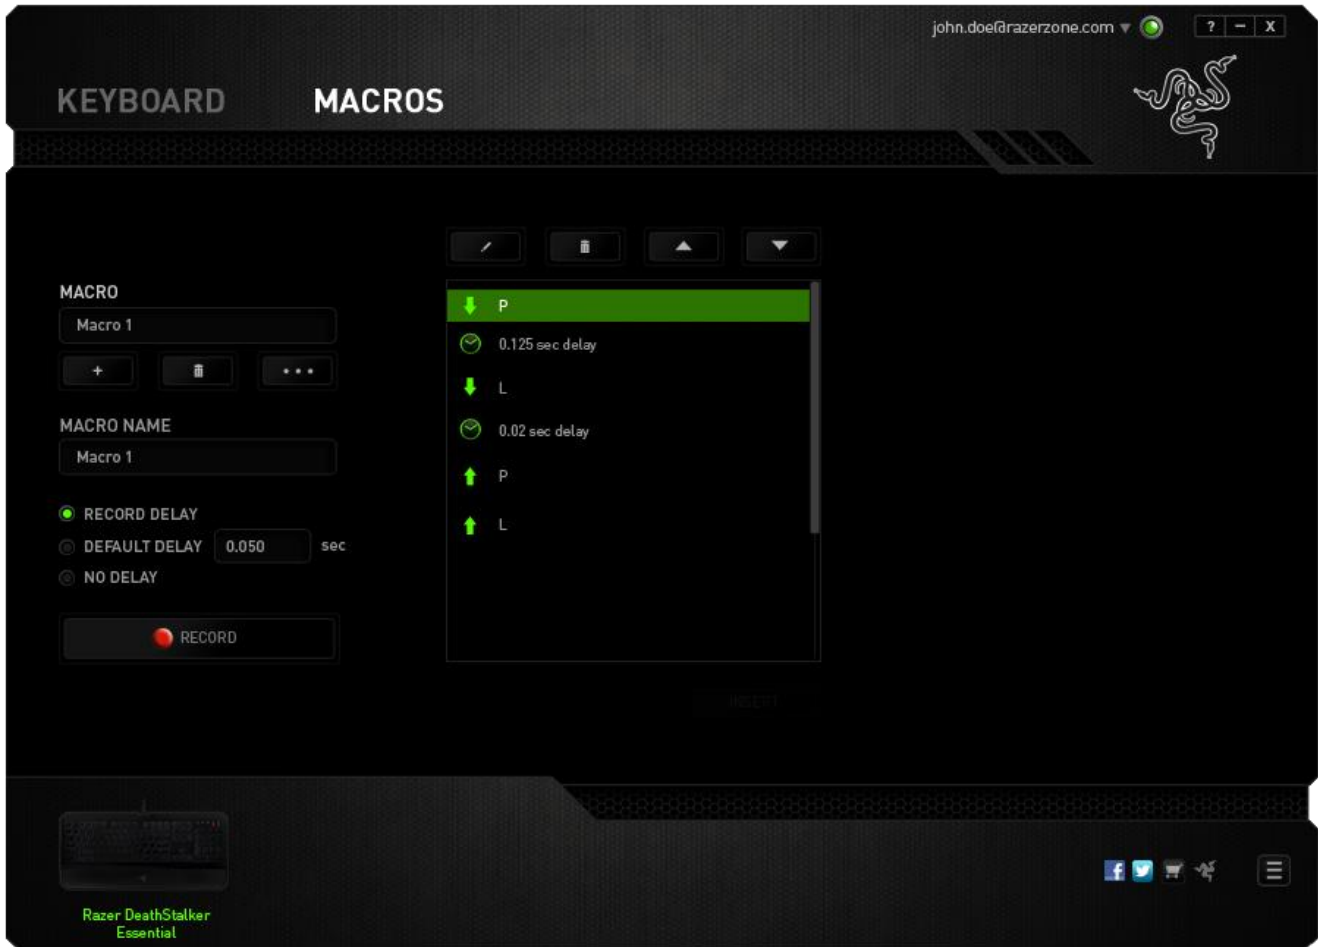 john.doe@razerzone.com
? – X
KEYBOARD MACROS
MACRO
Macro 1
MACRO NAME
Macro 1
RECORD DELAY
DEFAULT DELAY 0.050 sec
NO DELAY
RECORD
P
0.125 sec delay
L
0.02 sec delay
P
L
INSERT
Razer DeathStalker
Essential